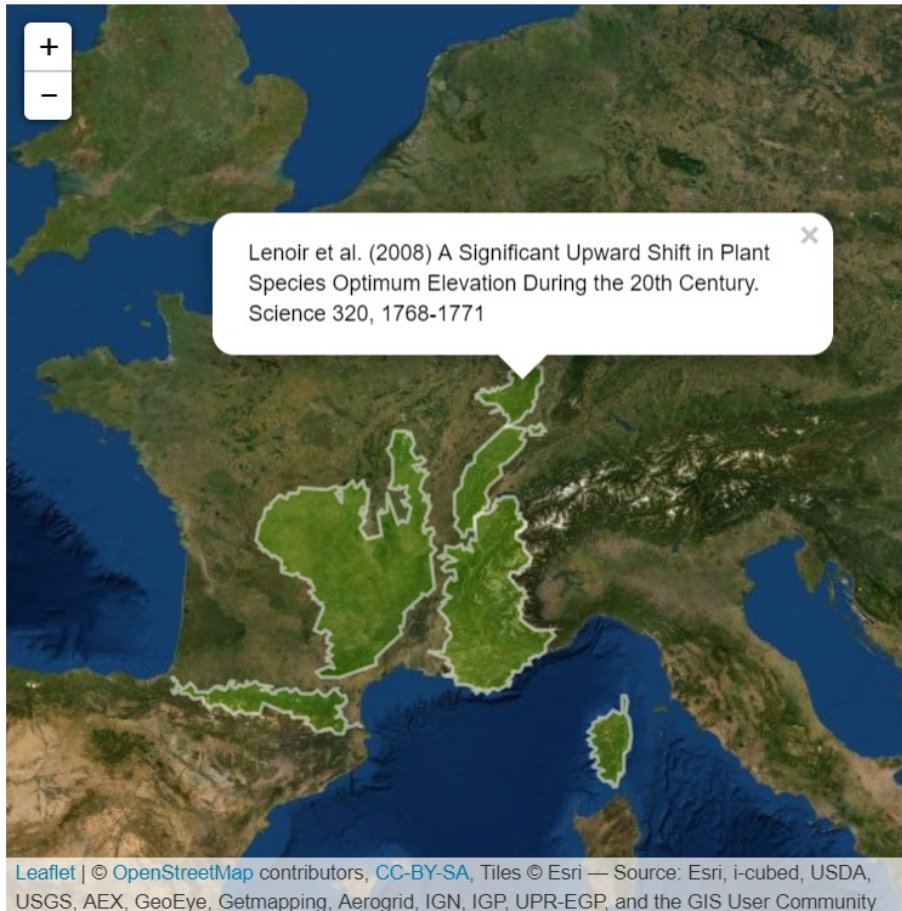 +
−
×
Lenoir et al. (2008) A Significant Upward Shift in Plant
Species Optimum Elevation During the 20th Century.
Science 320, 1768-1771
Leaflet | © OpenStreetMap contributors, CC-BY-SA, Tiles © Esri — Source: Esri, i-cubed, USDA,
USGS, AEX, GeoEye, Getmapping, Aerogrid, IGN, IGP, UPR-EGP, and the GIS User Community